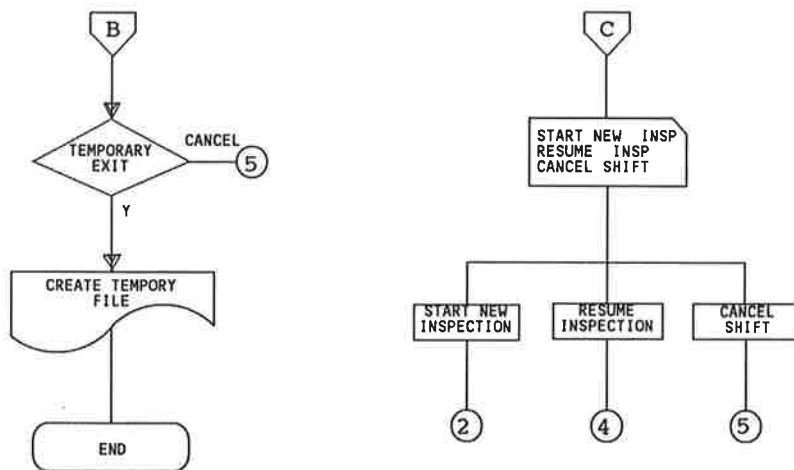 B
TEMPORARY
EXIT
CANCEL
5
Y
CREATE TEMPORY
FILE
END
C
START NEW INSP
RESUME INSP
CANCEL SHIFT
START NEW
INSPECTION
RESUME
INSPECTION
CANCEL
SHIFT
2
4
5